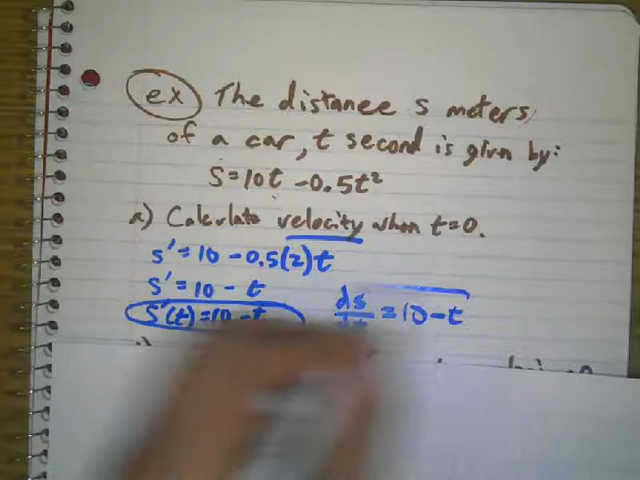 ex The distance s meters
of a car, t second is given by:
S = 10t - 0.5t²
a) Calculate velocity when t=0.
s' = 10 - 0.5(2)t
s' = 10 - t
s'(t) = 10 - t ds/dt = 10 - t